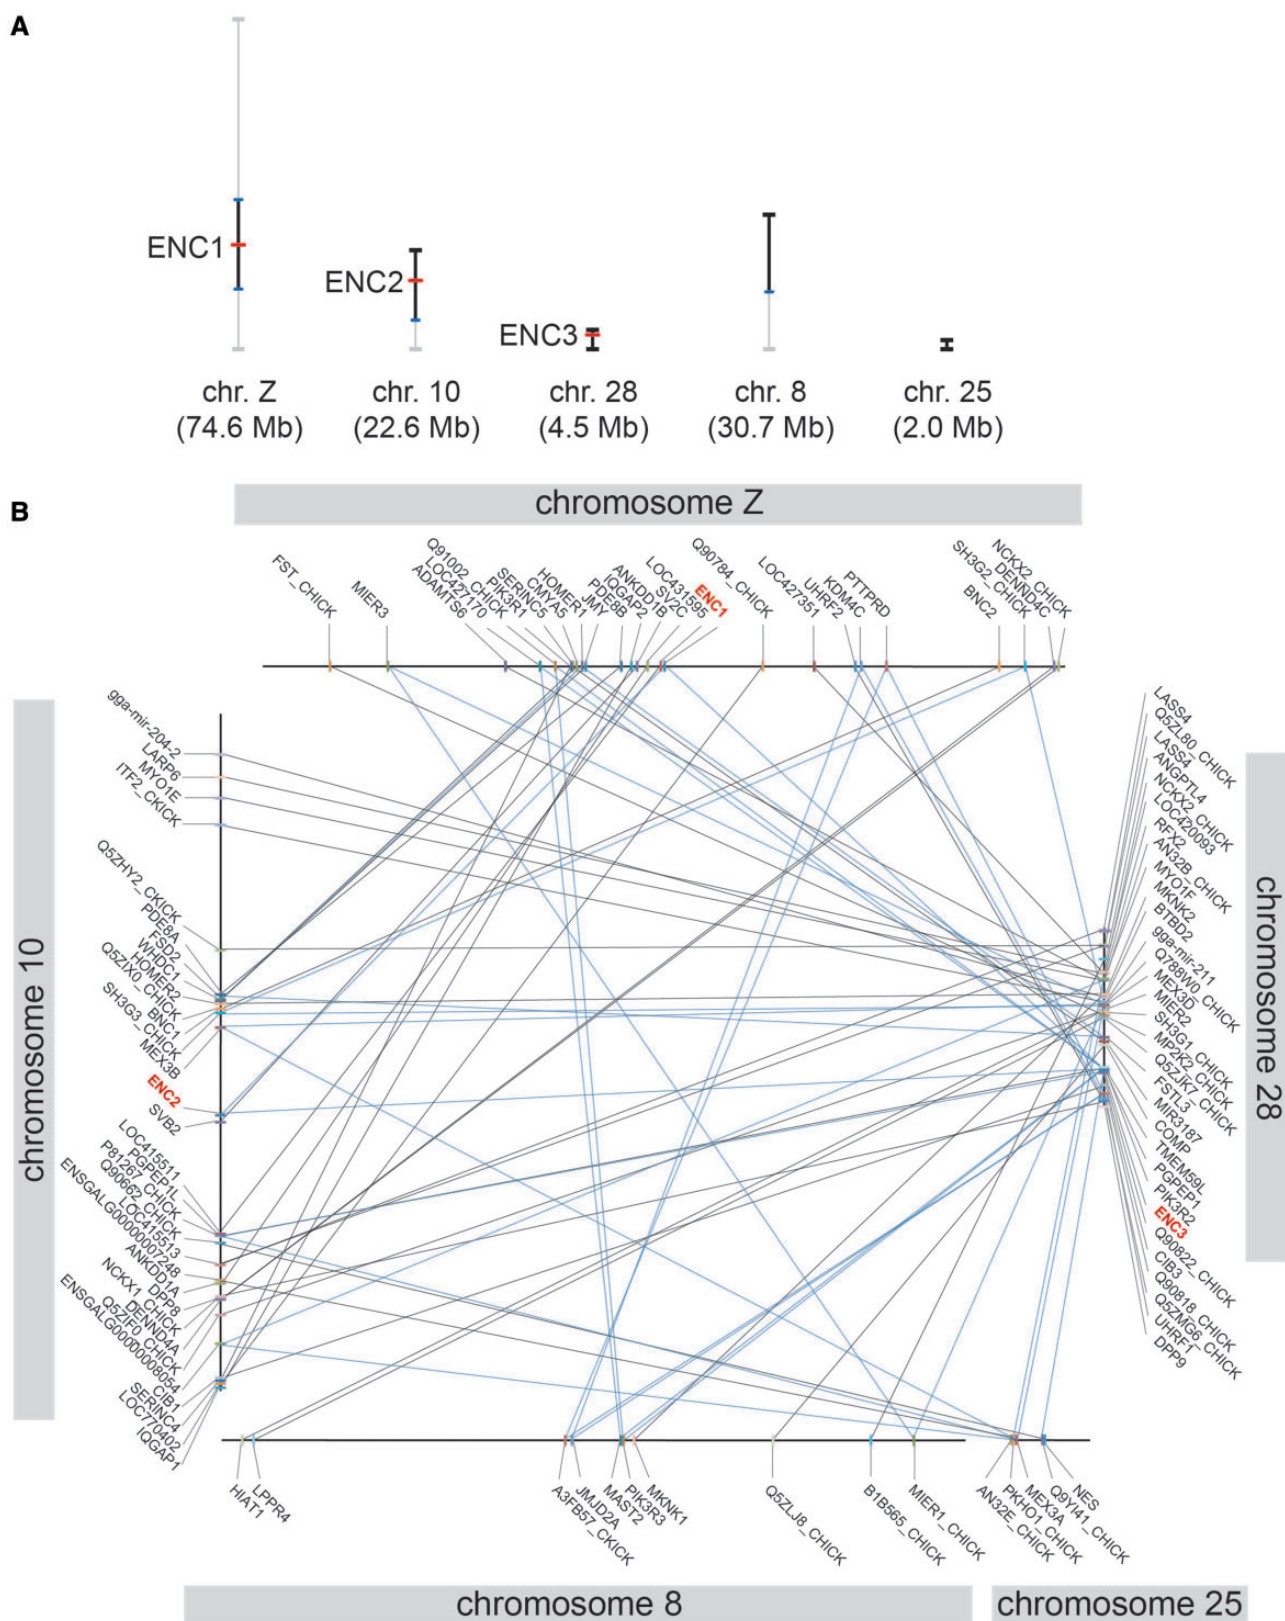 A
ENC1
ENC2
ENC3
chr. Z
(74.6 Mb)
chr. 10
(22.6 Mb)
chr. 28
(4.5 Mb)
chr. 8
(30.7 Mb)
chr. 25
(2.0 Mb)
B
chromosome Z
FST_CHICK
MIER3
ADAMTS6
LOC427170
Q91002_CHICK
PIK3R1
SERINC5
CMYA5
HOMER1
JMY
PDE8B
IQGAP2
ANKDD1B
SV2C
LOC431595
ENC1
Q90784_CHICK
LOC427351
UHRF2
KDM4C
PTTPRD
BNC2
SH3G2_CHICK
DENND4C
NCKX2_CHICK
chromosome 10
gga-mir-204-2
LARP6
MYO1E
ITF2_CKICK
Q5ZHY2_CKICK
PDE8A
FSD2
WHDC1
HOMER2
Q5ZIX0_CHICK
BNC1
SH3G3_CHICK
MEX3B
ENC2
SVB2
LOC415511
PGPEP1L
P81267_CHICK
Q90662_CHICK
LOC415513
ENSGALG00000007248
ANKDD1A
DPP8
NCKX1_CHICK
DENND4A
Q5ZIF0_CHICK
ENSGALG00000008054
CIB1
SERINC4
LOC770402
IQGAP1
LASS4
Q5ZL80_CHICK
LASS4
ANGPTL4
NCKX2_CHICK
LOC420093
RFX2
AN32B_CHICK
MYO1F
MKNK2
BTBD2
gga-mir-211
Q788W0_CHICK
MEX3D
MIER2
SH3G1_CHICK
MP2K2_CHICK
Q5ZJK7_CHICK
FSTL3
MIR3187
COMP
TMEM59L
PGPEP1
PIK3R2
ENC3
Q90822_CHICK
CIB3
Q90818_CHICK
Q5ZMG6_CHICK
UHRF1
DPP9
chromosome 28
HIAT1
LPPR4
A3FB57_CKICK
JMJD2A
MAST2
PIK3R3
MKNK1
Q5ZLJ8_CHICK
B1B565_CHICK
MIER1_CHICK
AN32E_CHICK
PKHO1_CHICK
MEX3A
Q9YI41_CHICK
NES
chromosome 8
chromosome 25